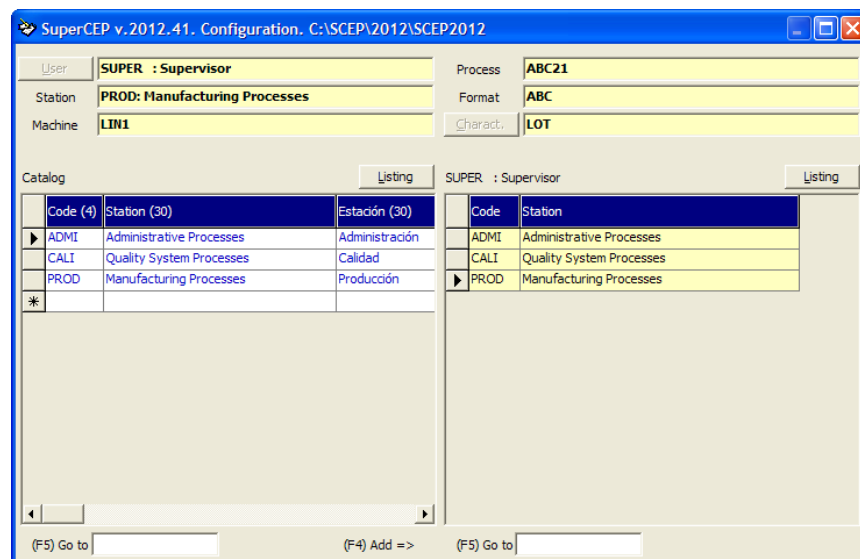 SuperCEP v.2012.41. Configuration. C:\SCEP\2012\SCEP2012
User SUPER : Supervisor Process ABC21
Station PROD: Manufacturing Processes Format ABC
Machine LIN1 Charact. LOT
Catalog Listing SUPER : Supervisor Listing
Code (4) Station (30) Estación (30) Code Station
ADMI Administrative Processes Administración ADMI Administrative Processes
CALI Quality System Processes Calidad CALI Quality System Processes
PROD Manufacturing Processes Producción PROD Manufacturing Processes
(F5) Go to (F4) Add => (F5) Go to